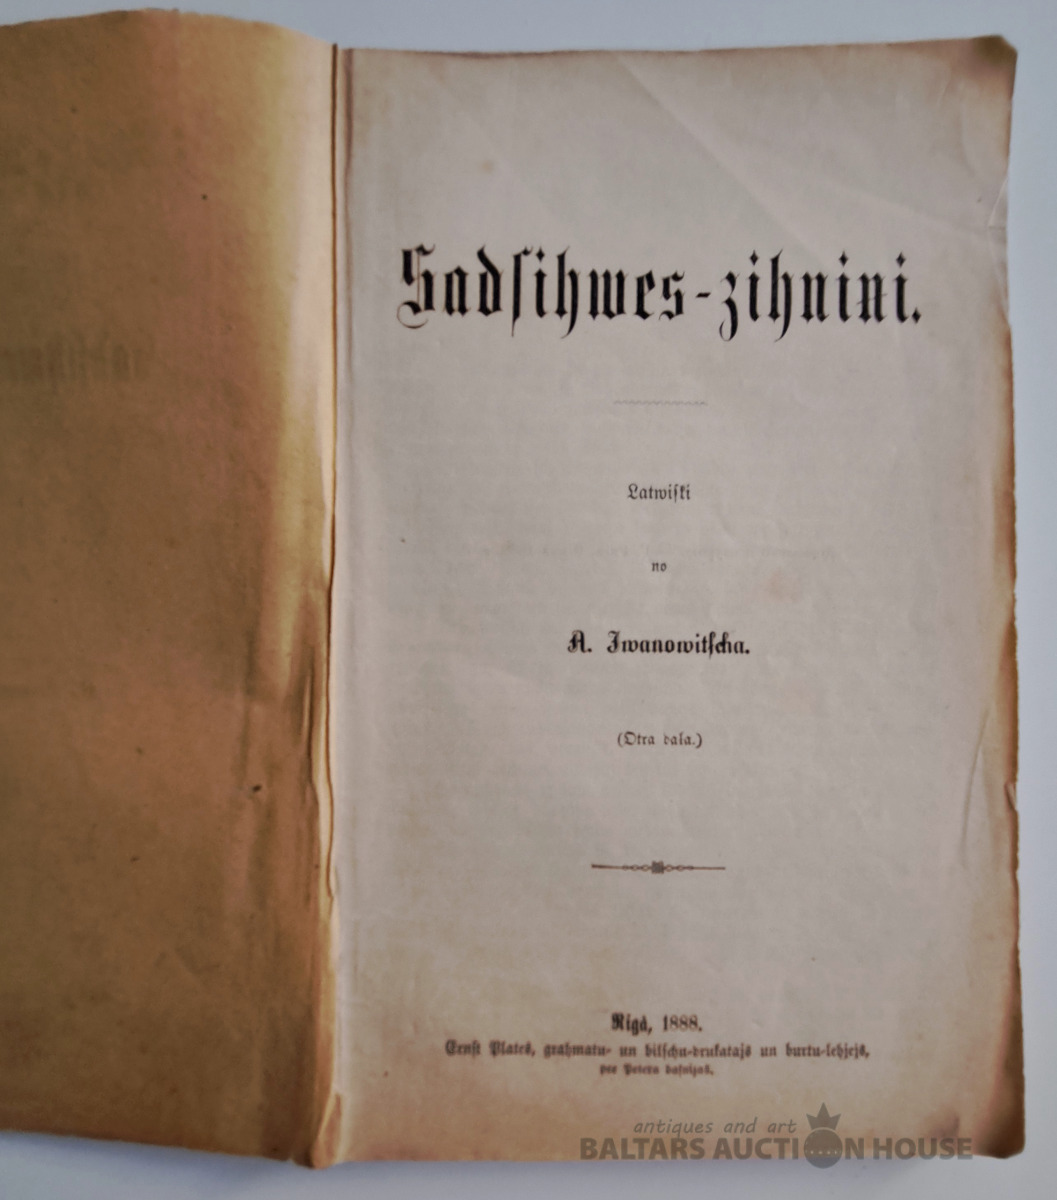 Sadſihwes-zihnini.
Latwiſki
no
A. Iwanowitſcha.
(Otra daļa.)
Rigâ, 1888.
Ernſt Plates, grahmatu- un bilſchu-drukatajs un burtu-lehjejs,
pee Petera baſnizas.
antiques and art
BALTARS AUCTION HOUSE